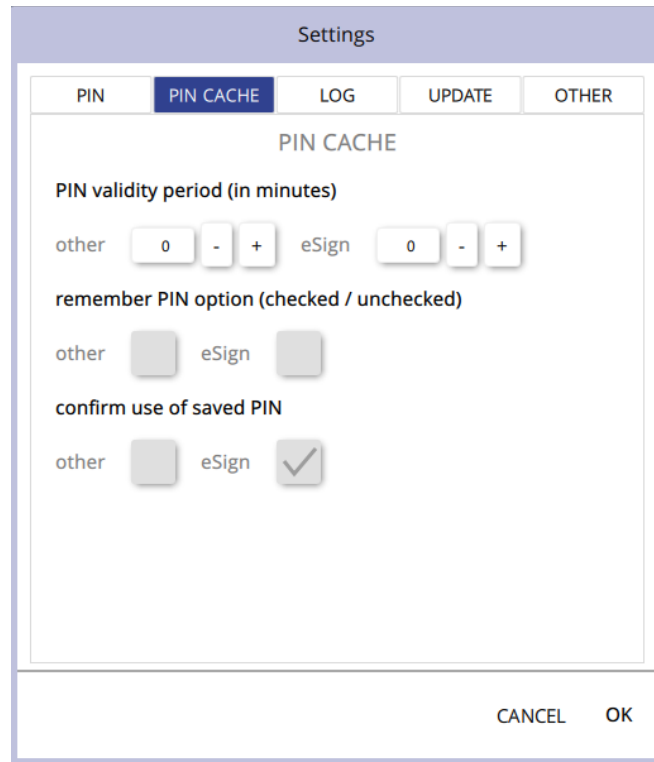 Settings
PIN PIN CACHE LOG UPDATE OTHER
PIN CACHE
PIN validity period (in minutes)
other 0 - + eSign 0 - +
remember PIN option (checked / unchecked)
other eSign
confirm use of saved PIN
other eSign
CANCEL OK